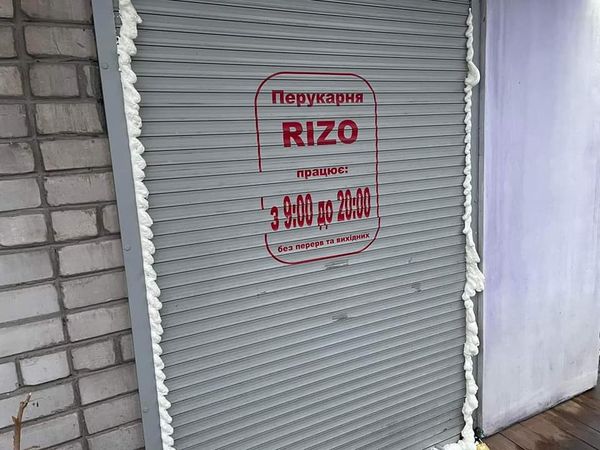 Перукарня
RIZO
працює:
з 9:00 до 20:00
без перерв та вихідних